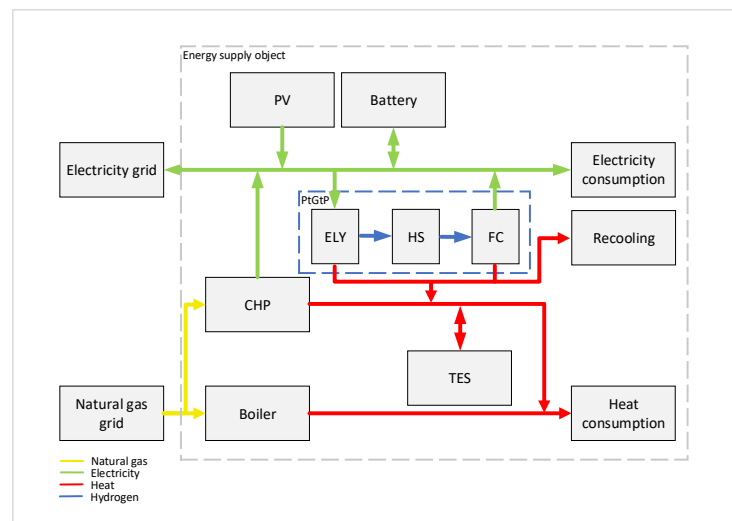 Energy supply object
PV
Battery
Electricity grid
Electricity
consumption
PtGtP
ELY
HS
FC
Recooling
CHP
TES
Natural gas
grid
Boiler
Heat
consumption
Natural gas
Electricity
Heat
Hydrogen